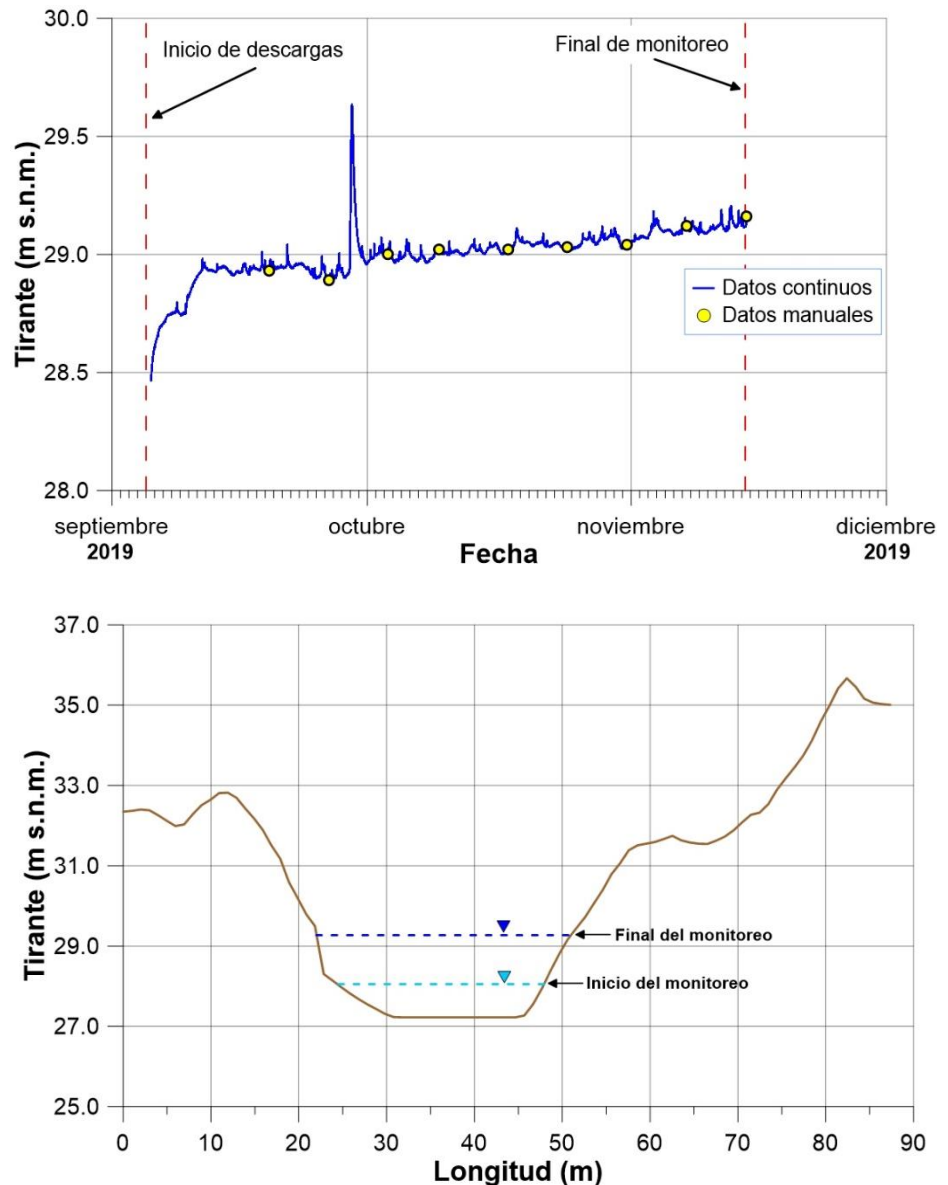 30.0
Inicio de descargas
Final de monitoreo
29.5
29.0
Datos continuos
Datos manuales
28.5
28.0
Tirante (m s.n.m.)
septiembre octubre noviembre diciembre
2019 2019
Fecha
37.0
35.0
33.0
31.0
29.0
Final del monitoreo
Inicio del monitoreo
27.0
25.0
Tirante (m s.n.m.)
0 10 20 30 40 50 60 70 80 90
Longitud (m)